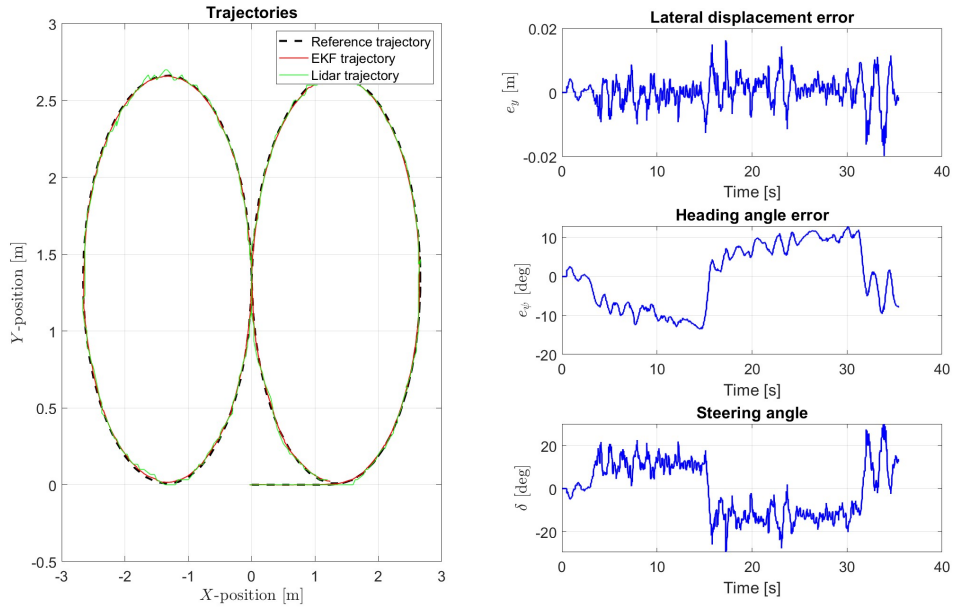 Trajectories
3
2.5
2
1.5
1
0.5
0
-0.5
Y-position [m]
Reference trajectory
EKF trajectory
Lidar trajectory
-3
-2
-1
0
1
2
3
X-position [m]
Lateral displacement error
0.02
0
-0.02
e_y [m]
0
10
20
30
40
Time [s]
Heading angle error
10
0
-10
-20
e_ψ [deg]
0
10
20
30
40
Time [s]
Steering angle
20
0
-20
δ [deg]
0
10
20
30
40
Time [s]